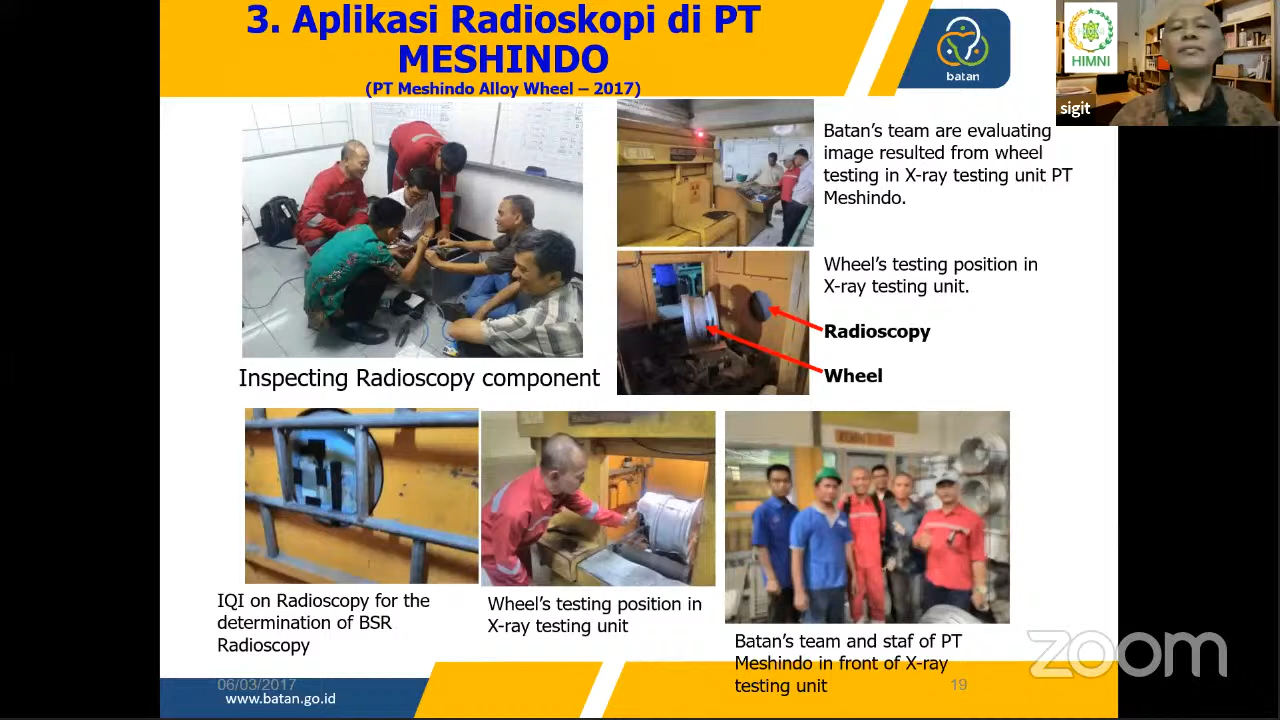 3. Aplikasi Radioskopi di PT
MESHINDO
(PT Meshindo Alloy Wheel – 2017)
batan
HIMNI
sigit
Batan's team are evaluating
image resulted from wheel
testing in X-ray testing unit PT
Meshindo.
Wheel's testing position in
X-ray testing unit.
Radioscopy
Wheel
Inspecting Radioscopy component
IQI on Radioscopy for the
determination of BSR
Radioscopy
Wheel's testing position in
X-ray testing unit
Batan's team and staf of PT
Meshindo in front of X-ray
testing unit
06/03/2017
www.batan.go.id
19
zoom